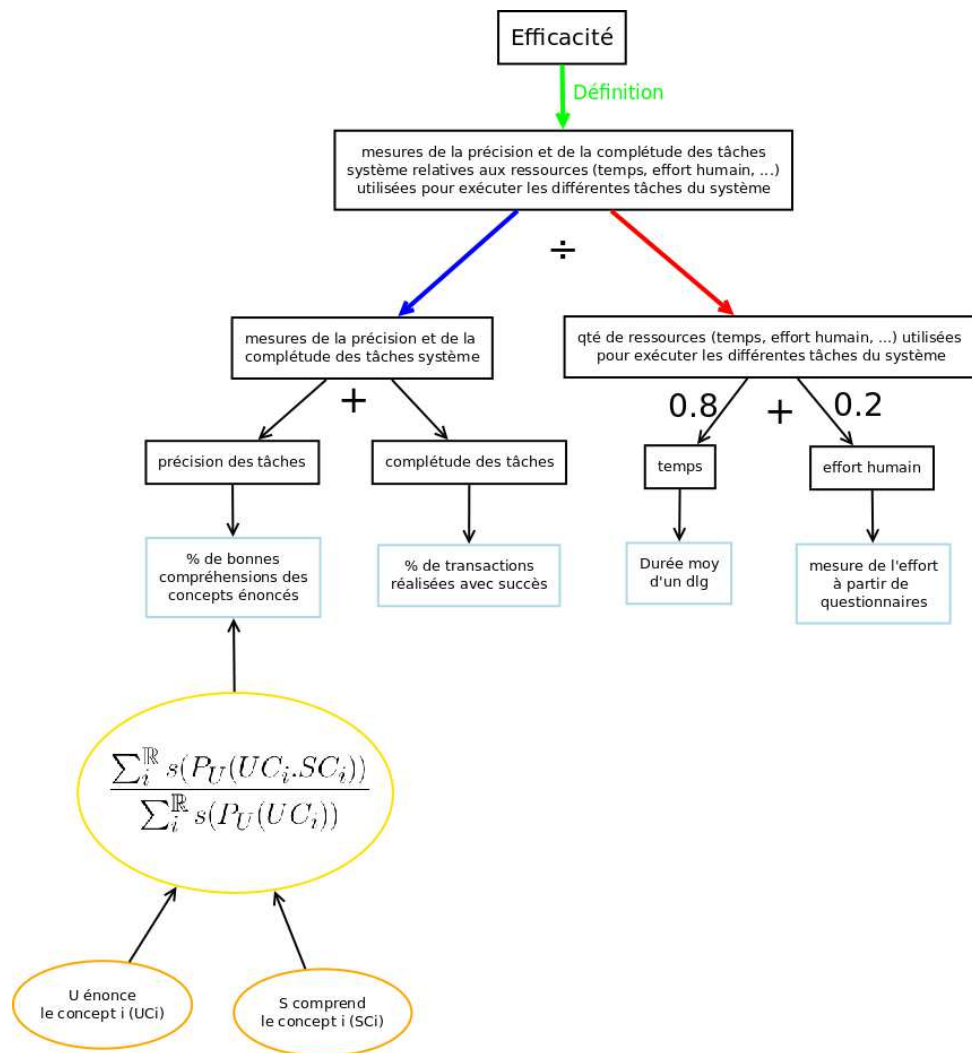 Efficacité
Définition
mesures de la précision et de la complétude des tâches
système relatives aux ressources (temps, effort humain, ...)
utilisées pour exécuter les différentes tâches du système
÷
mesures de la précision et de la
complétude des tâches système
qté de ressources (temps, effort humain, ...) utilisées
pour exécuter les différentes tâches du système
+
0.8
+
0.2
précision des tâches
complétude des tâches
temps
effort humain
% de bonnes
compréhensions des
concepts énoncés
% de transactions
réalisées avec succès
Durée moy
d'un dlg
mesure de l'effort
à partir de
questionnaires
∑_i^ℝ s(P_U(UC_i.SC_i))
∑_i^ℝ s(P_U(UC_i))
U énonce
le concept i (UCi)
S comprend
le concept i (SCi)